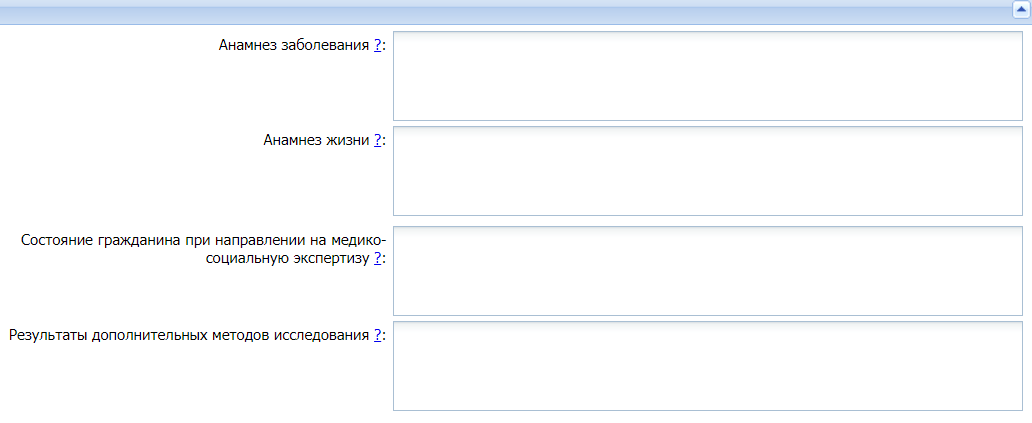 Анамнез заболевания ?:
Анамнез жизни ?:
Состояние гражданина при направлении на медико-
социальную экспертизу ?:
Результаты дополнительных методов исследования ?: